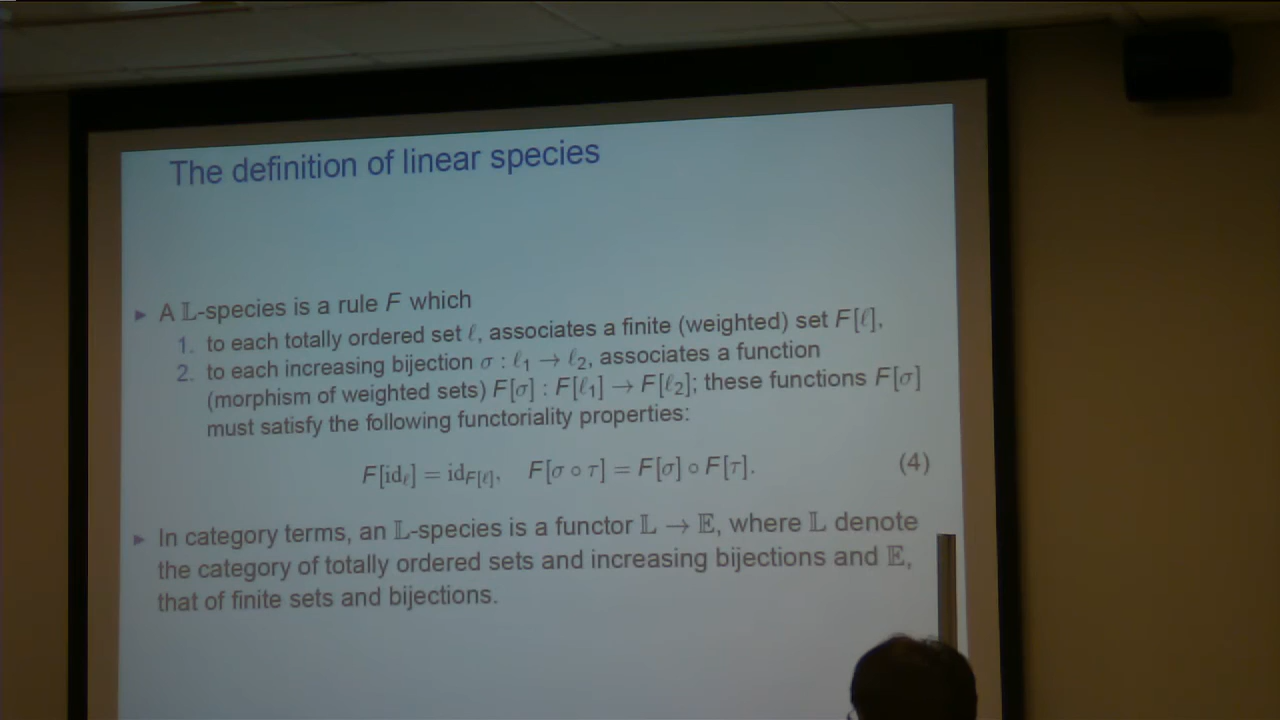 The definition of linear species
▸ A 𝕃-species is a rule F which
1. to each totally ordered set ℓ, associates a finite (weighted) set F[ℓ],
2. to each increasing bijection σ : ℓ₁ → ℓ₂, associates a function
(morphism of weighted sets) F[σ] : F[ℓ₁] → F[ℓ₂]; these functions F[σ]
must satisfy the following functoriality properties:
F[id_ℓ] = id_F[ℓ], F[σ ∘ τ] = F[σ] ∘ F[τ]. (4)
▸ In category terms, an 𝕃-species is a functor 𝕃 → 𝔼, where 𝕃 denote
the category of totally ordered sets and increasing bijections and 𝔼,
that of finite sets and bijections.